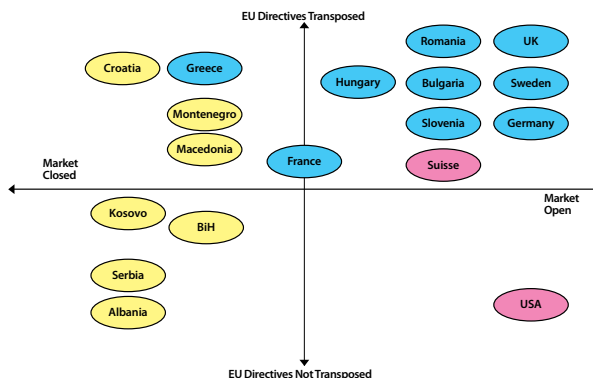 EU Directives Transposed
Romania
UK
Croatia
Greece
Hungary
Bulgaria
Sweden
Montenegro
Slovenia
Germany
Macedonia
France
Suisse
Market
Closed
Market
Open
Kosovo
BiH
Serbia
USA
Albania
EU Directives Not Transposed